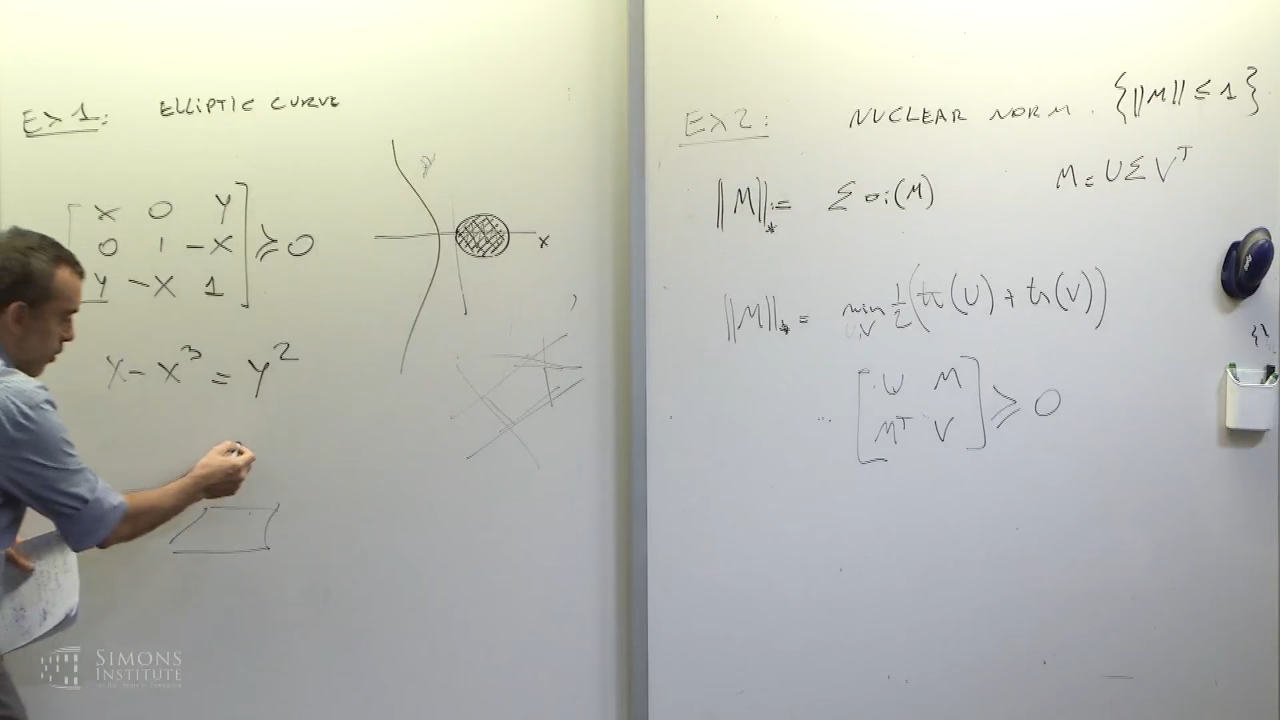 Ex 1: ELLIPTIC CURVE
[X 0 Y
0 1 -X
Y -X 1] ≽ 0
X - X³ = Y²
x
Ex 2: NUCLEAR NORM. {‖M‖ ≤ 1}
‖M‖⁎ = Σ σi(M)
M = UΣVᵀ
‖M‖⁎ = min U,V ½(tr(U) + tr(V))
[U M
Mᵀ V] ≽ 0
SIMONS
INSTITUTE